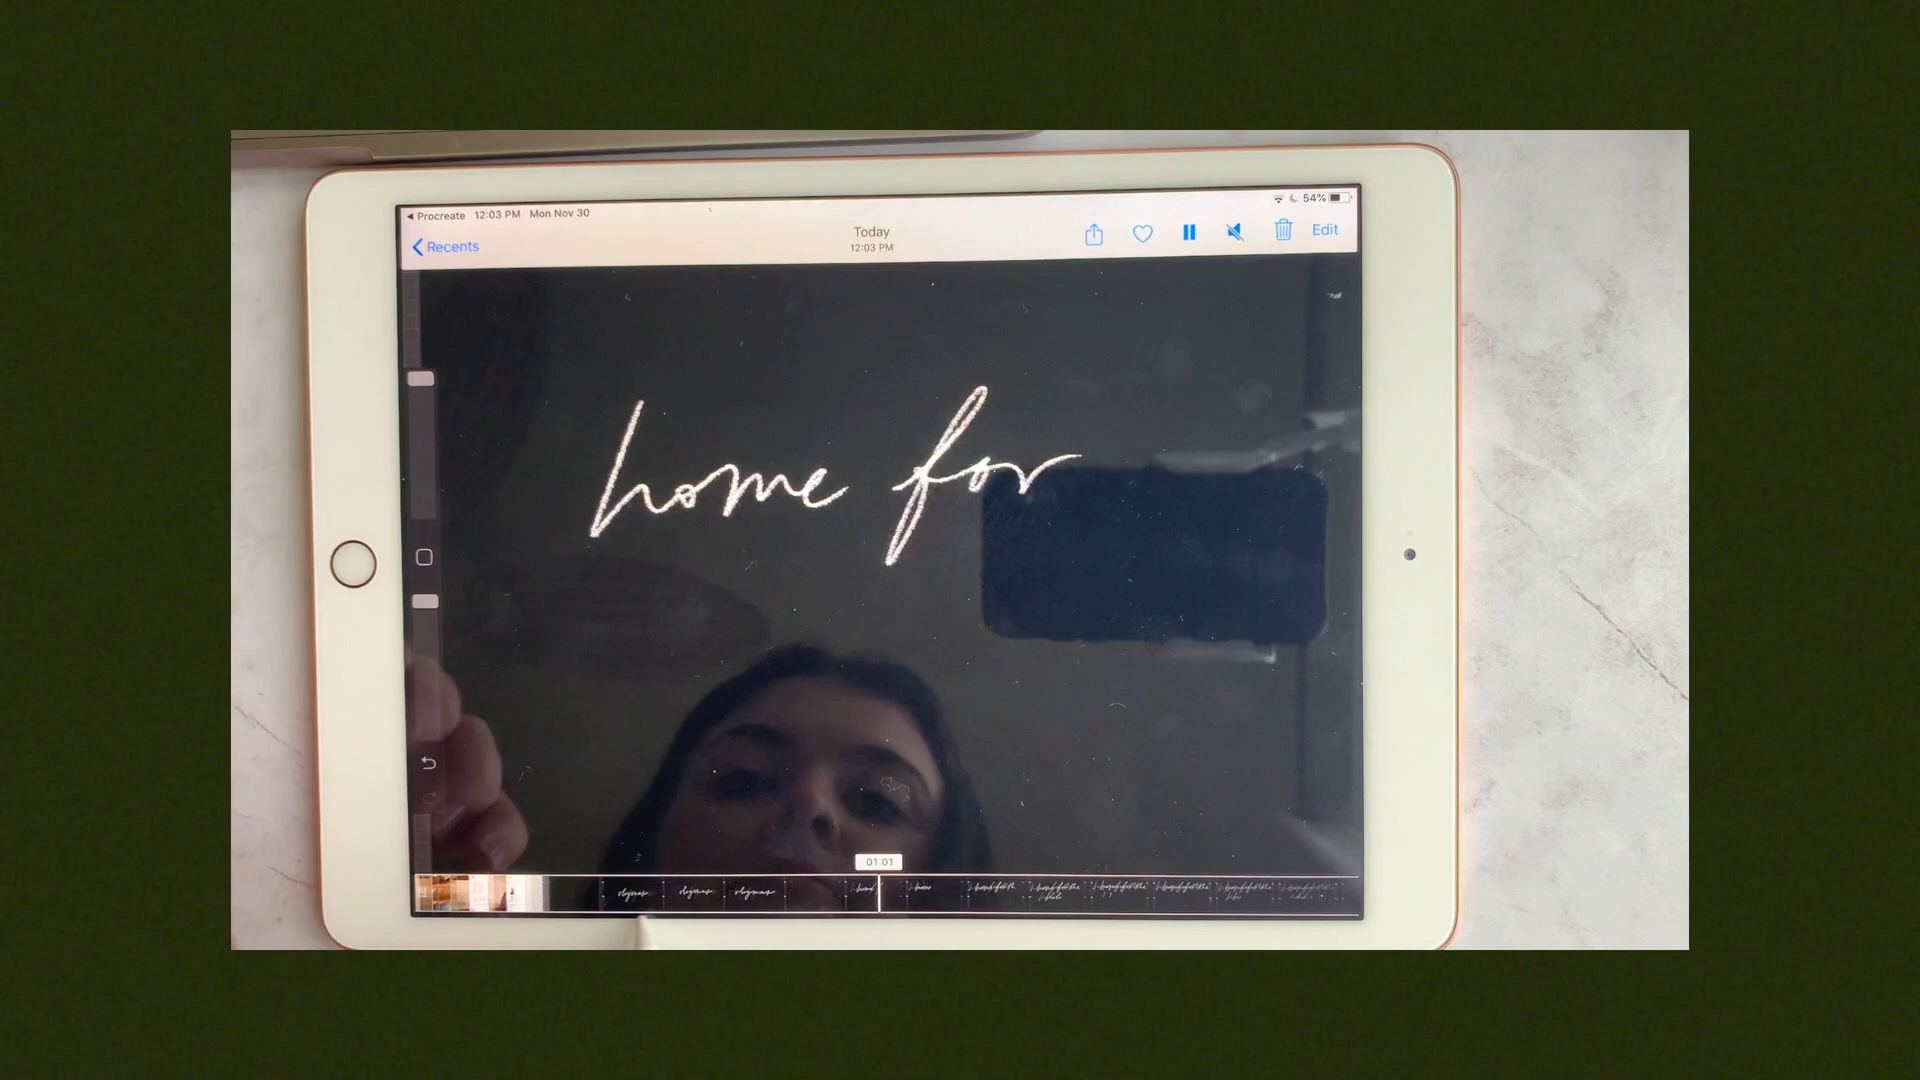 ◀ Procreate 12:03 PM Mon Nov 30 54%
Recents
Today
12:03 PM
Edit
home for
01:01